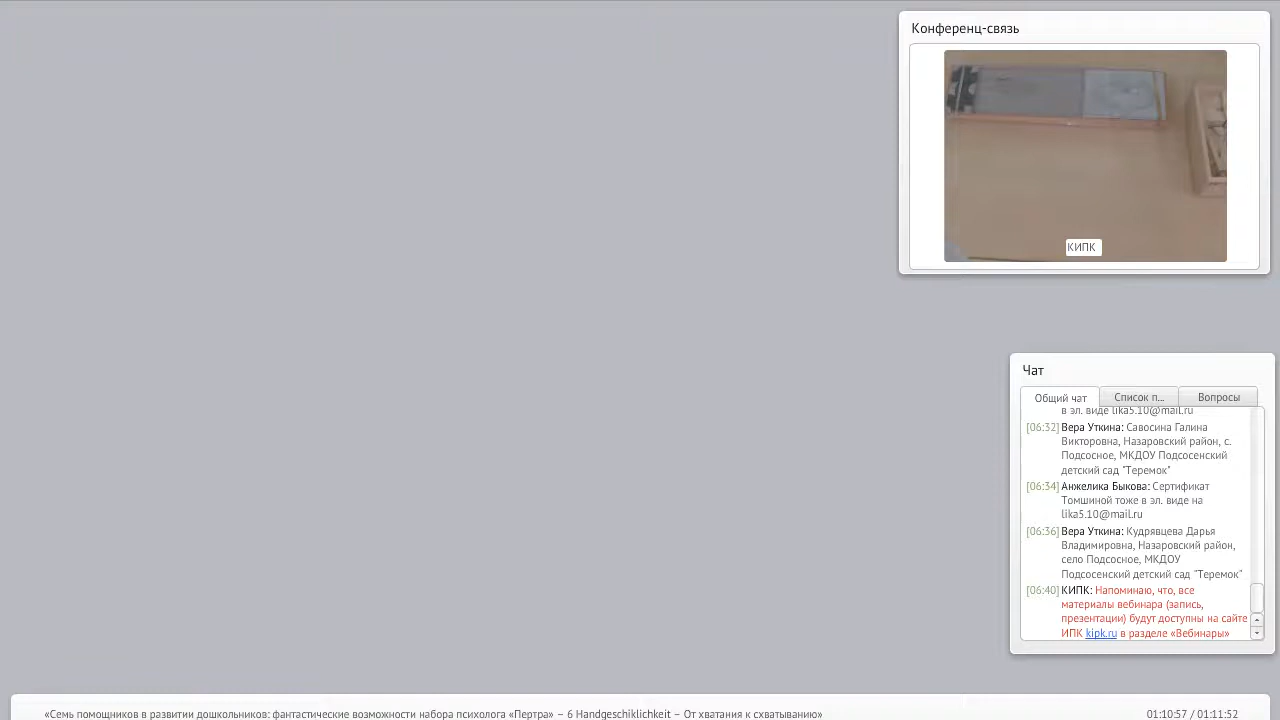 Конференц-связь
КИПК
Чат
Общий чат
Список п...
Вопросы
в эл. виде lika5.10@mail.ru
[06:32] Вера Уткина: Савосина Галина
Викторовна, Назаровский район, с.
Подсосное, МКДОУ Подсосенский
детский сад "Теремок"
[06:34] Анжелика Быкова: Сертификат
Томшиной тоже в эл. виде на
lika5.10@mail.ru
[06:36] Вера Уткина: Кудрявцева Дарья
Владимировна, Назаровский район,
село Подсосное, МКДОУ
Подсосенский детский сад "Теремок"
[06:40] КИПК: Напоминаю, что, все
материалы вебинара (запись,
презентации) будут доступны на сайте
ИПК kipk.ru в разделе «Вебинары»
«Семь помощников в развитии дошкольников: фантастические возможности набора психолога «Пертра» – 6 Handgeschiklichkeit – От хватания к схватыванию»
01:10:57 / 01:11:52